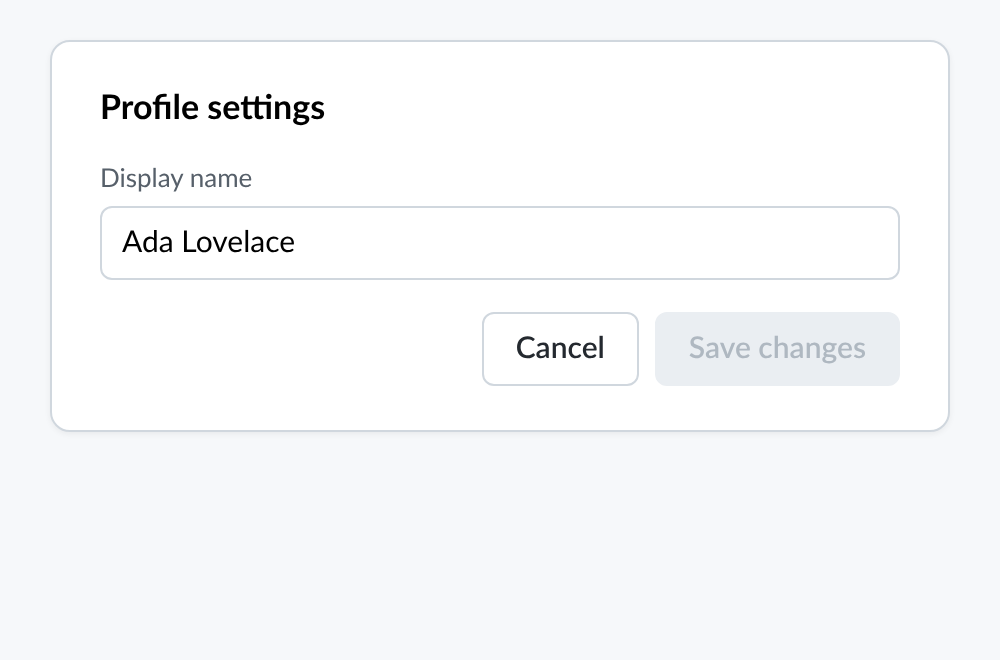 Profile settings
Display name
Ada Lovelace
Cancel
Save changes